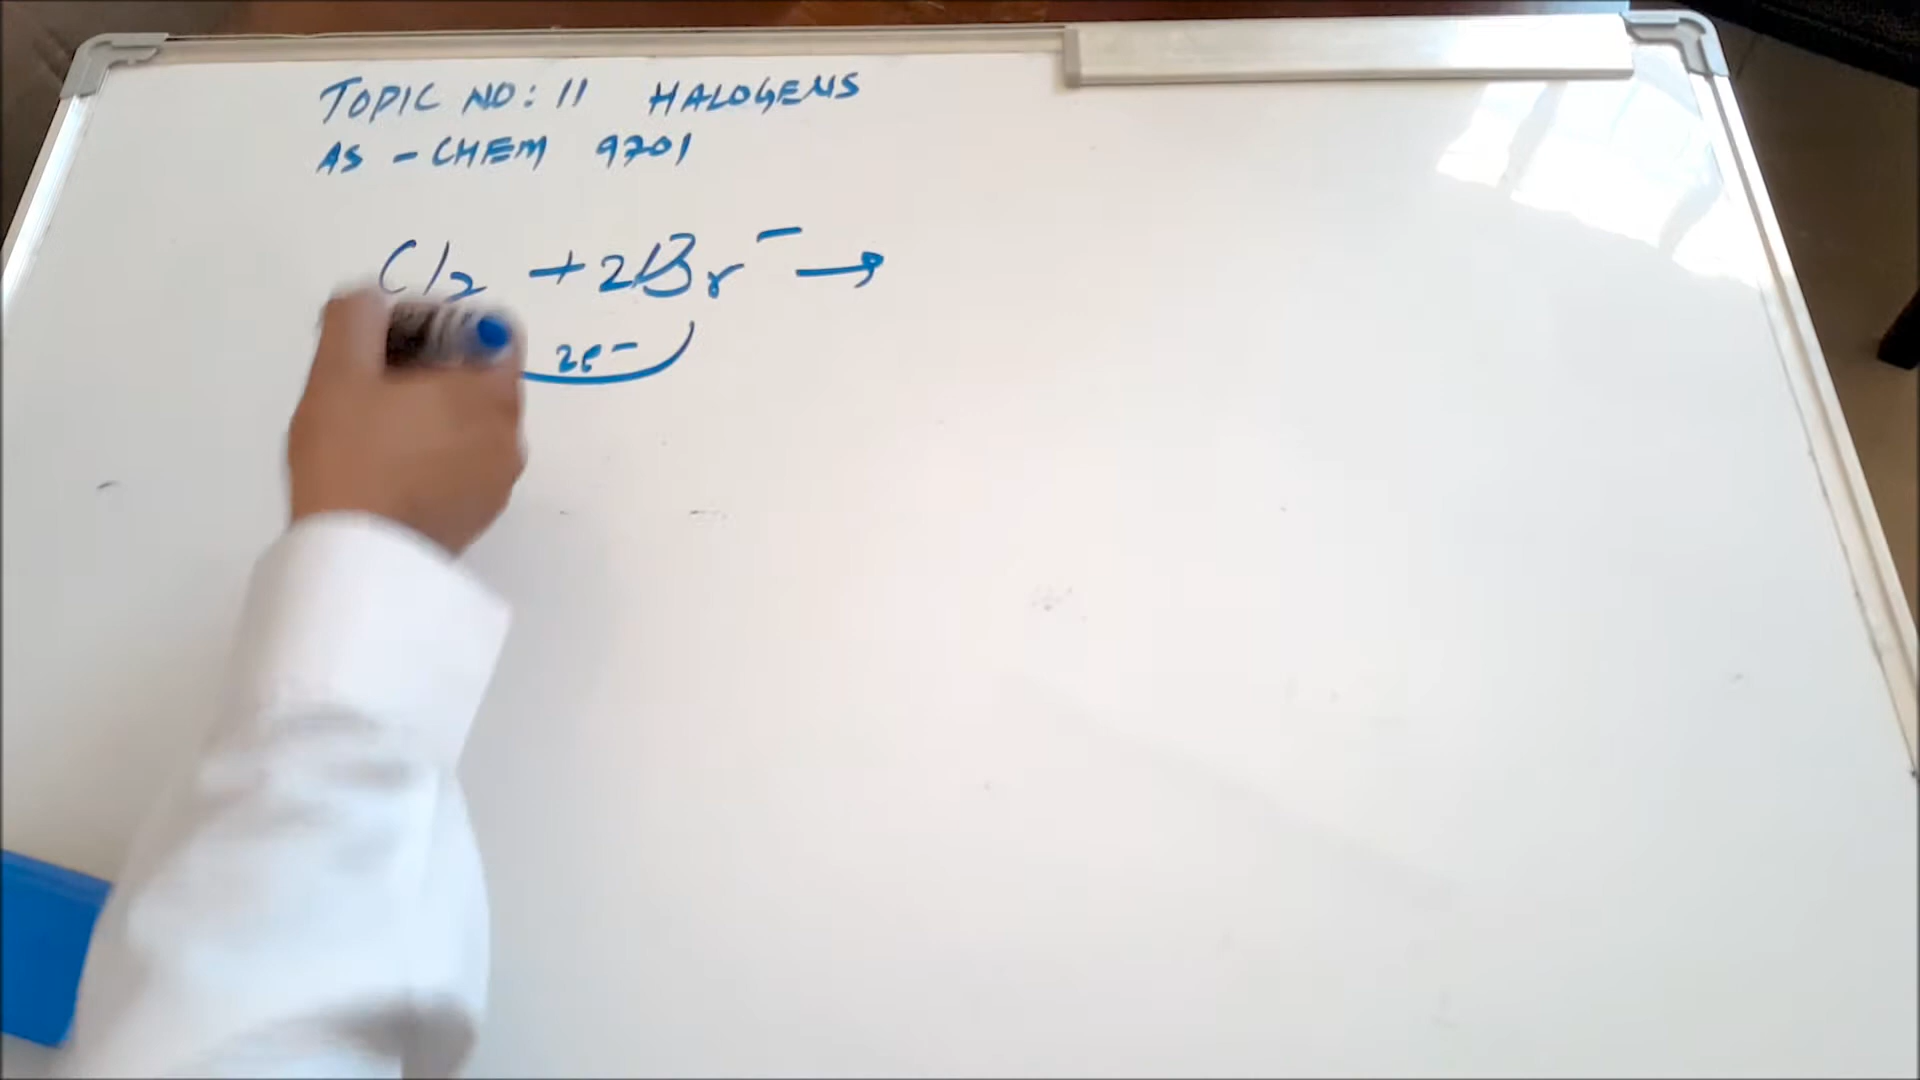 TOPIC NO: 11 HALOGENS
AS - CHEM 9701
Cl2 + 2Br⁻ →
2e⁻